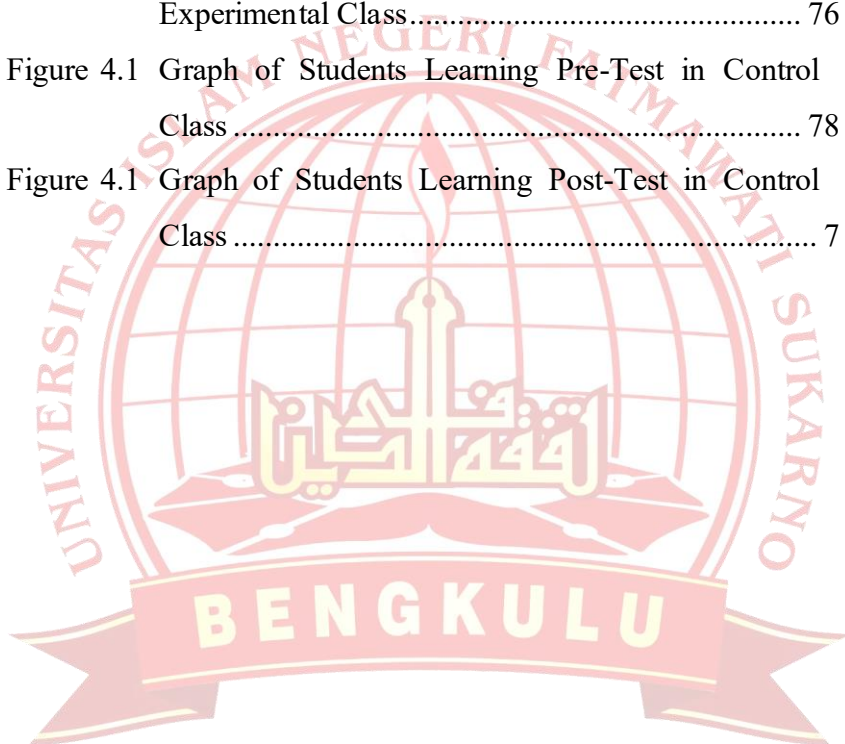 Experimental Class................................................ 76
Figure 4.1 Graph of Students Learning Pre-Test in Control
Class ...................................................................... 78
Figure 4.1 Graph of Students Learning Post-Test in Control
Class ........................................................................ 7
UNIVERSITAS ISLAM NEGERI FATMAWATI SUKARNO
BENGKULU